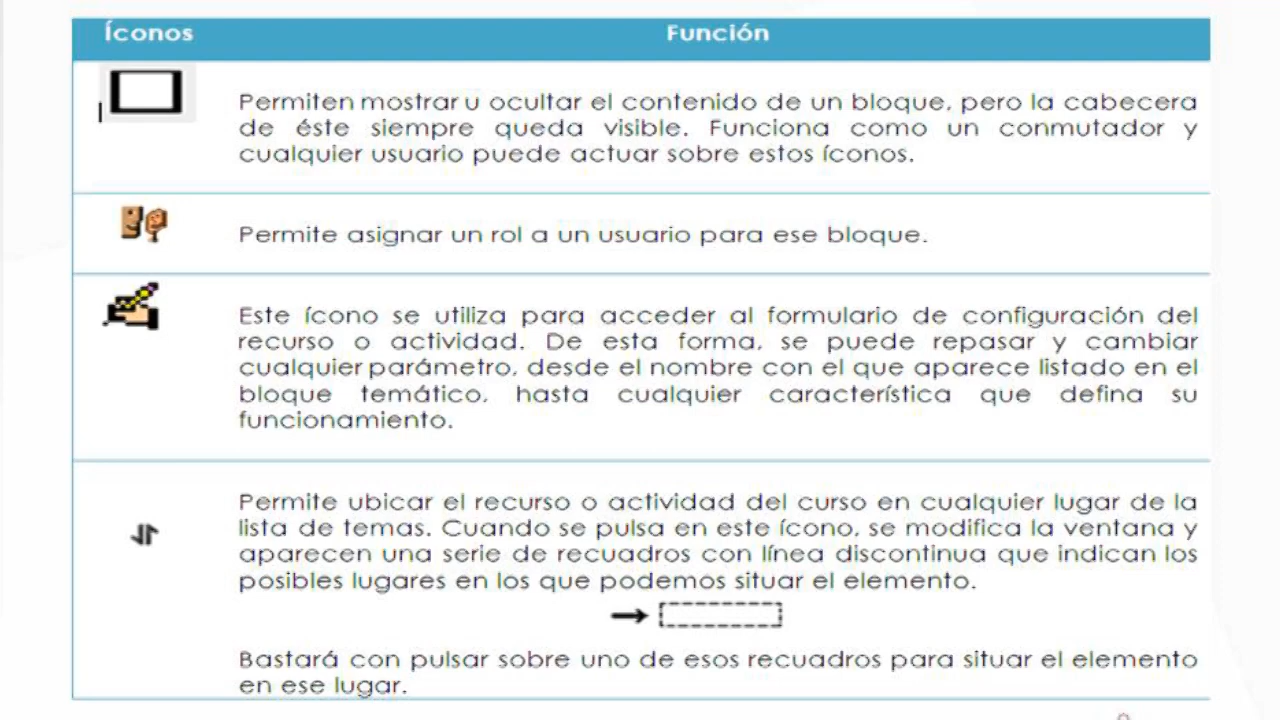 Íconos Función
Permiten mostrar u ocultar el contenido de un bloque, pero la cabecera
de éste siempre queda visible. Funciona como un conmutador y
cualquier usuario puede actuar sobre estos íconos.
Permite asignar un rol a un usuario para ese bloque.
Este ícono se utiliza para acceder al formulario de configuración del
recurso o actividad. De esta forma, se puede repasar y cambiar
cualquier parámetro, desde el nombre con el que aparece listado en el
bloque temático, hasta cualquier característica que defina su
funcionamiento.
Permite ubicar el recurso o actividad del curso en cualquier lugar de la
lista de temas. Cuando se pulsa en este ícono, se modifica la ventana y
aparecen una serie de recuadros con línea discontinua que indican los
posibles lugares en los que podemos situar el elemento.
Bastará con pulsar sobre uno de esos recuadros para situar el elemento
en ese lugar.